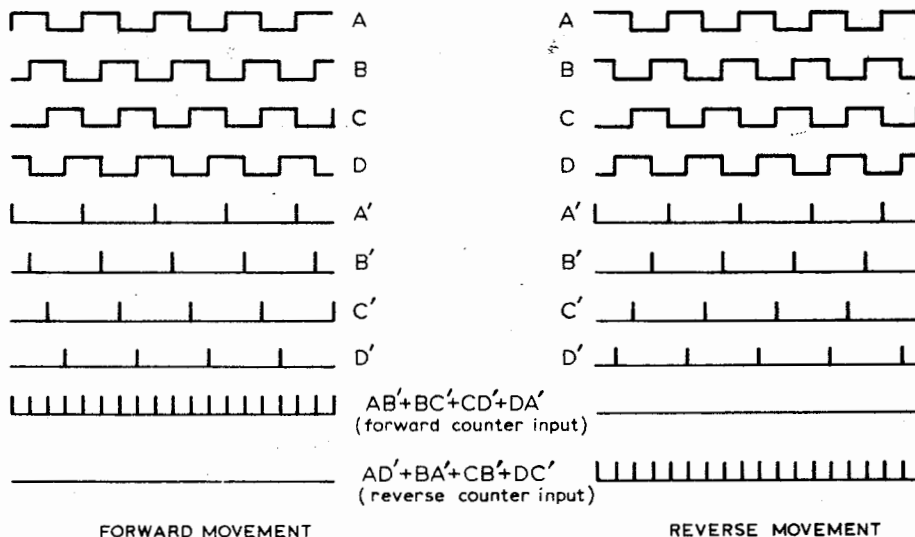 A A
B B
C C
D D
A′ A′
B′ B′
C′ C′
D′ D′
AB′+BC′+CD′+DA′
(forward counter input)
AD′+BA′+CB′+DC′
(reverse counter input)
FORWARD MOVEMENT REVERSE MOVEMENT